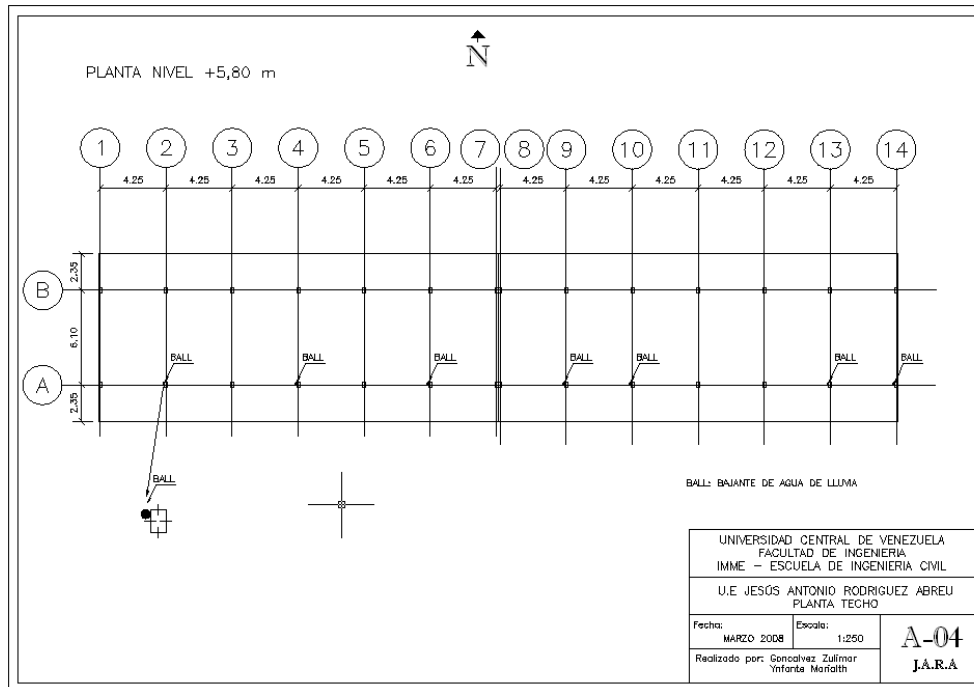 N
PLANTA NIVEL +5,80 m
1 2 3 4 5 6 7 8 9 10 11 12 13 14
4.25 4.25 4.25 4.25 4.25 4.25 4.25 4.25 4.25 4.25 4.25 4.25
2.35
B
6.10
BALL BALL BALL BALL BALL BALL BALL
A
2.35
BALL
BALL: BAJANTE DE AGUA DE LLUVIA
UNIVERSIDAD CENTRAL DE VENEZUELA
FACULTAD DE INGENIERIA
IMME – ESCUELA DE INGENIERIA CIVIL
U.E JESÚS ANTONIO RODRIGUEZ ABREU
PLANTA TECHO
Fecha: Escala:
MARZO 2008 1:250
A-04
Realizado por: Goncalvez Zulimar
Ynfante Marialth
J.A.R.A